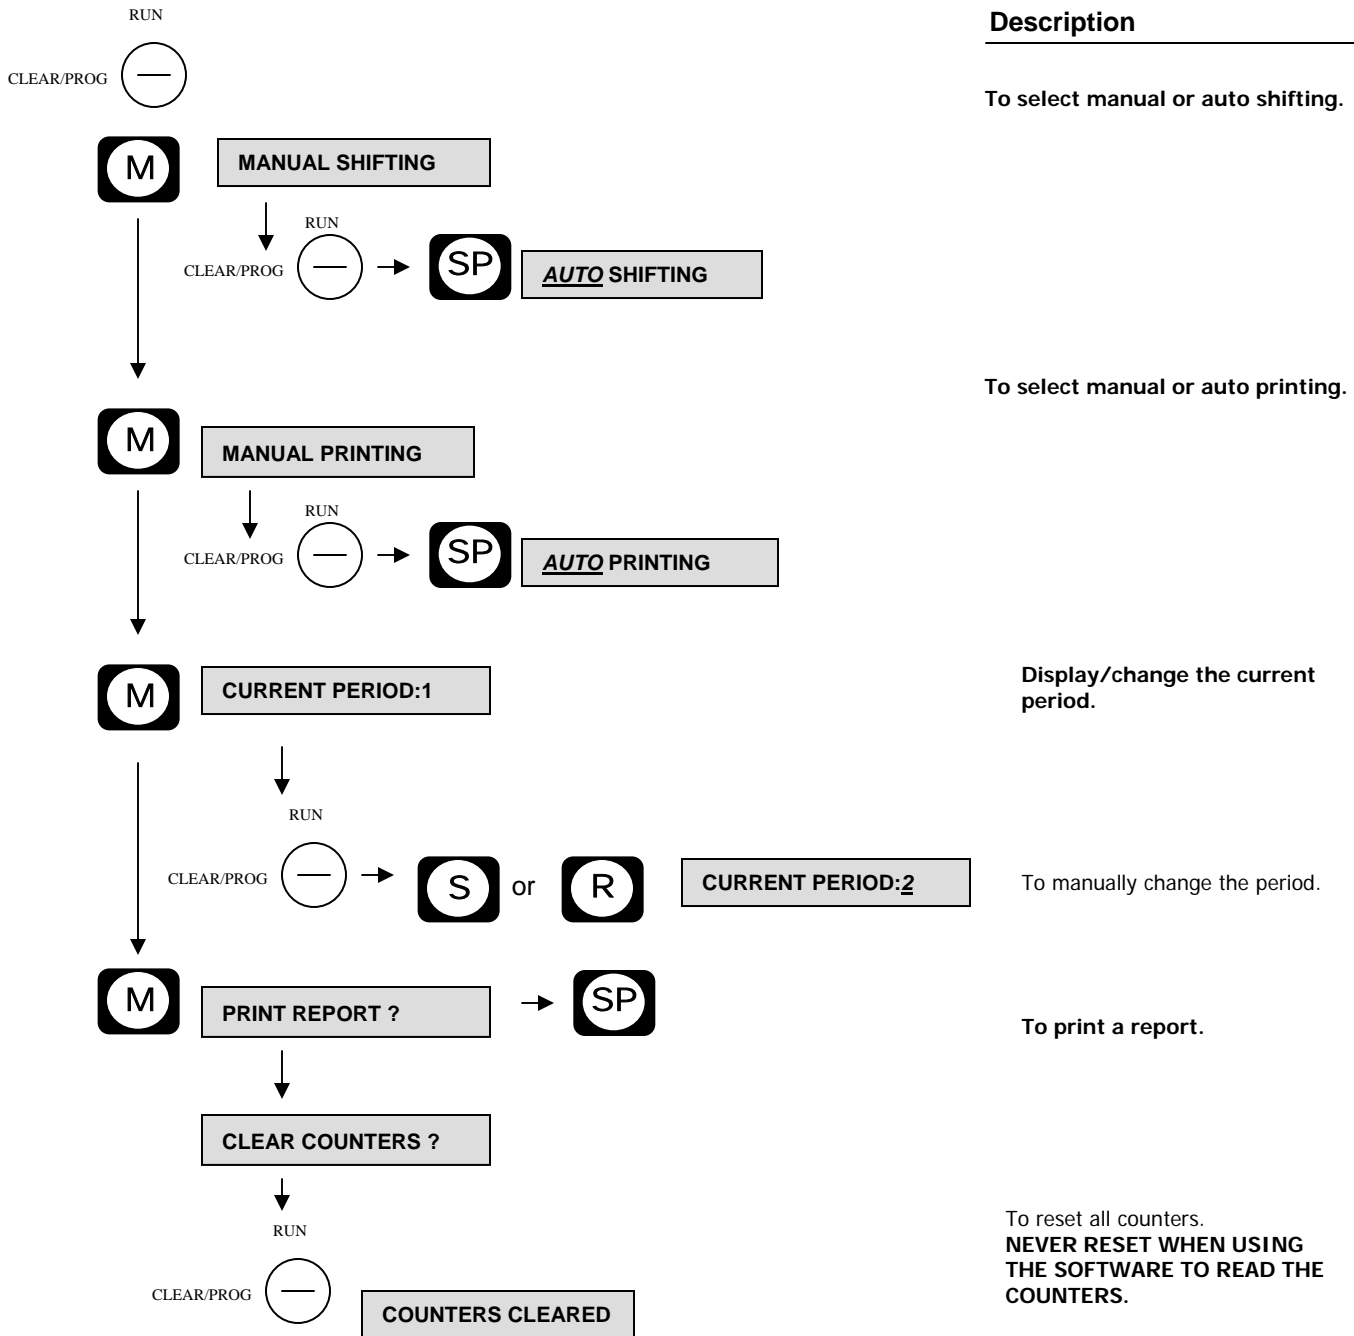 RUN
Description
CLEAR/PROG
To select manual or auto shifting.
M
MANUAL SHIFTING
RUN
CLEAR/PROG
SP
AUTO SHIFTING
To select manual or auto printing.
M
MANUAL PRINTING
RUN
CLEAR/PROG
SP
AUTO PRINTING
M
CURRENT PERIOD:1
Display/change the current
period.
RUN
CLEAR/PROG
S or R
CURRENT PERIOD:2
To manually change the period.
M
PRINT REPORT ?
SP
To print a report.
CLEAR COUNTERS ?
RUN
CLEAR/PROG
COUNTERS CLEARED
To reset all counters.
NEVER RESET WHEN USING
THE SOFTWARE TO READ THE
COUNTERS.